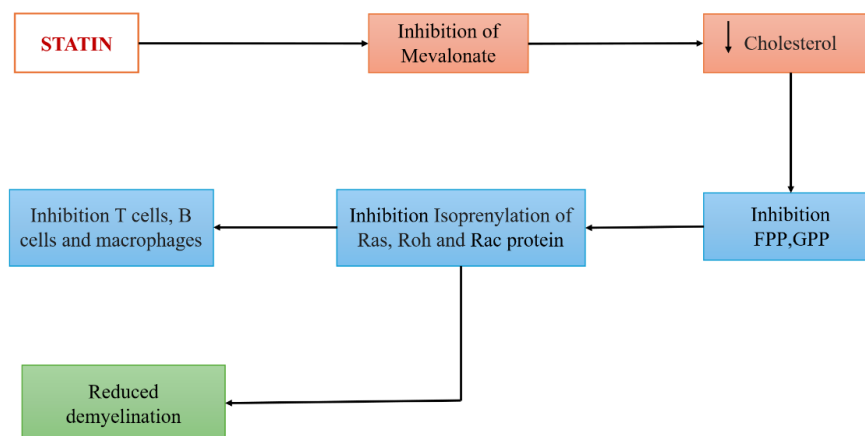 STATIN
Inhibition of
Mevalonate
↓ Cholesterol
Inhibition T cells, B
cells and macrophages
Inhibition Isoprenylation of
Ras, Roh and Rac protein
Inhibition
FPP,GPP
Reduced
demyelination